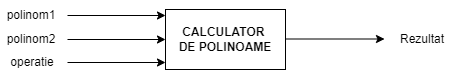 polinom1
polinom2
operatie
CALCULATOR
DE POLINOAME
Rezultat